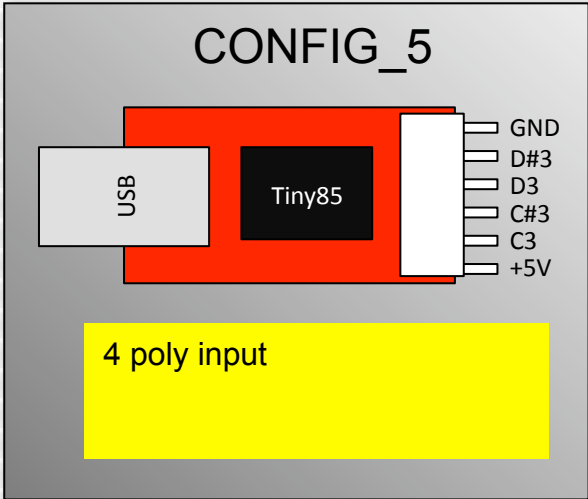 CONFIG_5
USB
Tiny85
GND
D#3
D3
C#3
C3
+5V
4 poly input